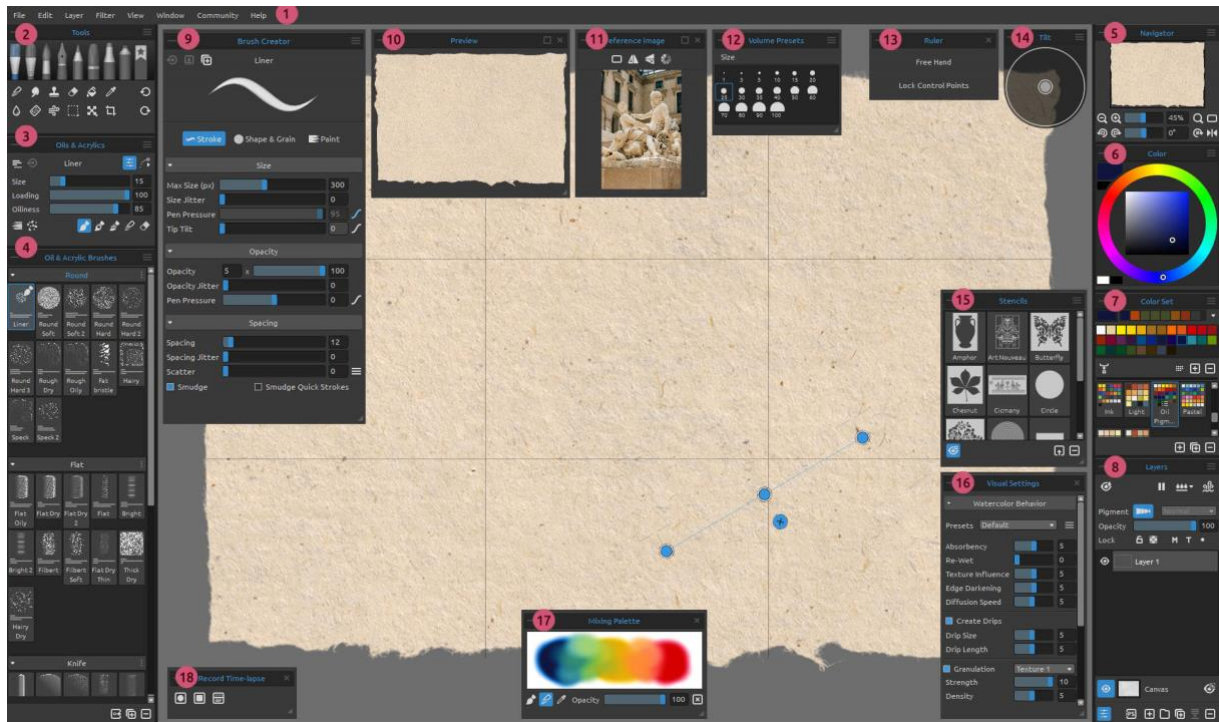 File Edit Layer Filter View Window Community Help 1
2 Tools
3 Oils & Acrylics
Liner
Size 15
Loading 100
Oiliness 85
4 Oil & Acrylic Brushes
Round
Liner Round Soft Round Soft 2 Round Hard Round Hard 2
Round Hard 3 Rough Dry Rough Oily Fat bristle Hairy
Speck Speck 2
Flat
Flat Oily Flat Dry Flat Dry 2 Flat Bright
Bright 2 Filbert Filbert Soft Flat Dry Thin Thick Dry
Hairy Dry
Knife
9 Brush Creator
Liner
Stroke Shape & Grain Paint
Size
Max Size (px) 300
Size Jitter 0
Pen Pressure 95
Tip Tilt 0
Opacity
Opacity 5 x 100
Opacity Jitter 0
Pen Pressure 0
Spacing
Spacing 12
Spacing Jitter 0
Scatter 0
Smudge Smudge Quick Strokes
10 Preview
11 Reference Image
12 Volume Presets
Size
1 3 5 10 15 20
25 30 35 40 50 60
70 80 90 100
13 Ruler
Free Hand
Lock Control Points
14 Tilt
15 Stencils
Amphor Art Nouveau Butterfly
Chesnut Cicmany Circle
16 Visual Settings
Watercolor Behavior
Presets Default
Absorbency 5
Re-Wet 0
Texture Influence 5
Edge Darkening 5
Diffusion Speed 5
Create Drips
Drip Size 5
Drip Length 5
Granulation Texture 1
Strength 10
Density 5
17 Mixing Palette
Opacity 100
18 Record Time-lapse
5 Navigator
45%
0°
6 Color
7 Color Set
Ink Light Oil Pigm... Pastel
8 Layers
Pigment Normal
Opacity 100
Lock M T
Layer 1
Canvas
PS